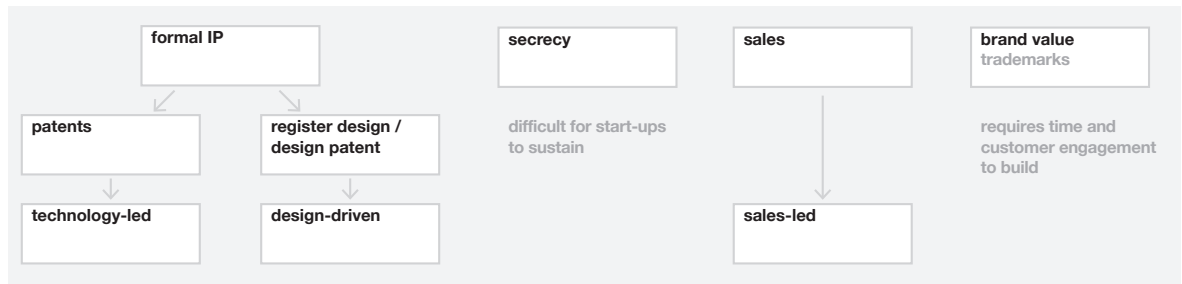 formal IP
secrecy
sales
brand value
trademarks
patents
register design /
design patent
difficult for start-ups
to sustain
requires time and
customer engagement
to build
technology-led
design-driven
sales-led